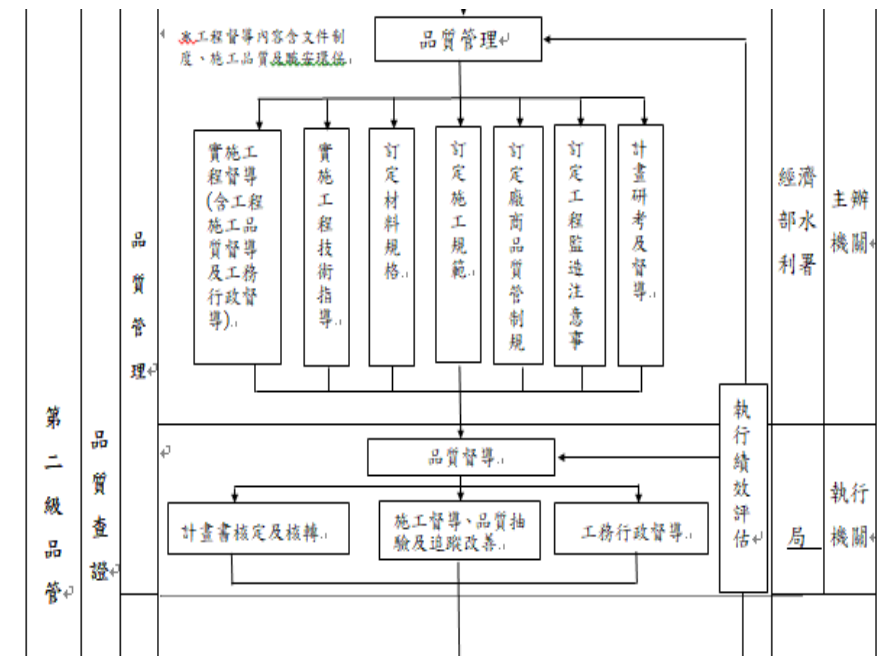 ※工程督導內容含文件制
度、施工品質及職安環保
品質管理
實施工
程督導
(含工程
施工品
質督導
及工務
行政督
導)
實施工程技術指導
訂定材料規格
訂定施工規範
訂定廠商品質管制規
訂定工程監造注意事
計畫研考及督導
經濟
部水
利署
主辦
機關
品質管理
第二級品管
品質查證
執行績效評估
品質督導
計畫書核定及核轉
施工督導、品質抽
驗及追蹤改善
工務行政督導
局
執行
機關